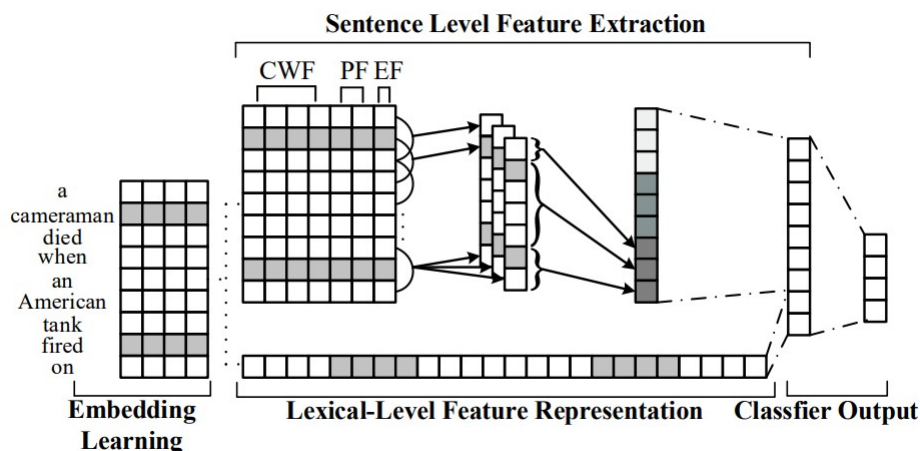 Sentence Level Feature Extraction
CWF PF EF
a
cameraman
died
when
an
American
tank
fired
on
Embedding
Learning
Lexical-Level Feature Representation
Classfier Output